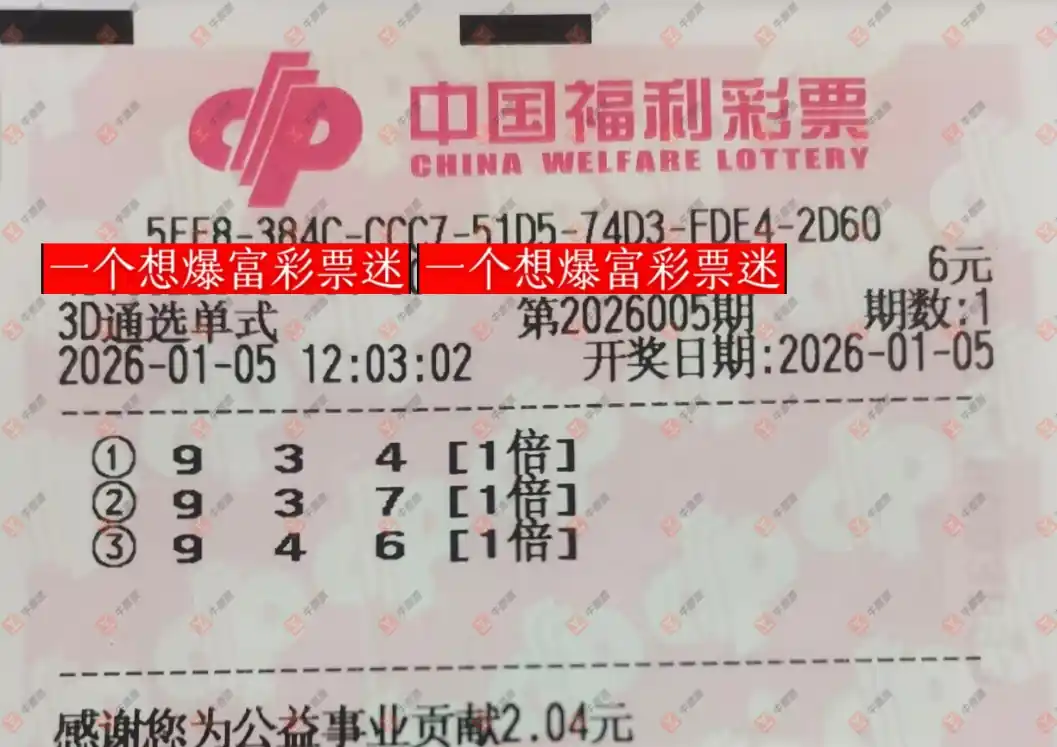 中国福利彩票
CHINA WELFARE LOTTERY
5EE8-384C-CCC7-51D5-74D3-EDE4-2D60
一个想爆富彩票迷 一个想爆富彩票迷 6元
3D通选单式 第2026005期 期数:1
2026-01-05 12:03:02 开奖日期:2026-01-05
① 9 3 4 [1倍]
② 9 3 7 [1倍]
③ 9 4 6 [1倍]
感谢您为公益事业贡献2.04元